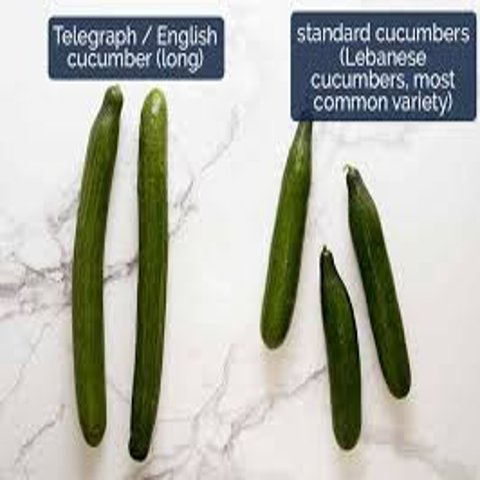 Telegraph / English
cucumber (long)
standard cucumbers
(Lebanese
cucumbers, most
common variety)